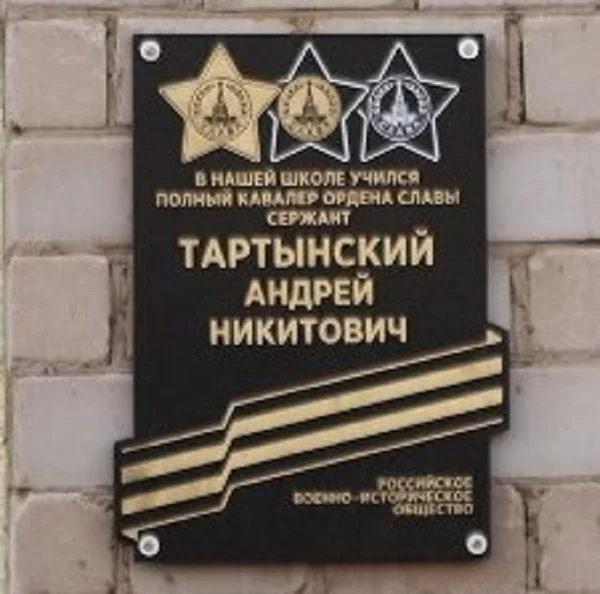 В НАШЕЙ ШКОЛЕ УЧИЛСЯ
ПОЛНЫЙ КАВАЛЕР ОРДЕНА СЛАВЫ
СЕРЖАНТ
ТАРТЫНСКИЙ
АНДРЕЙ
НИКИТОВИЧ
РОССИЙСКОЕ
ВОЕННО-ИСТОРИЧЕСКОЕ
ОБЩЕСТВО